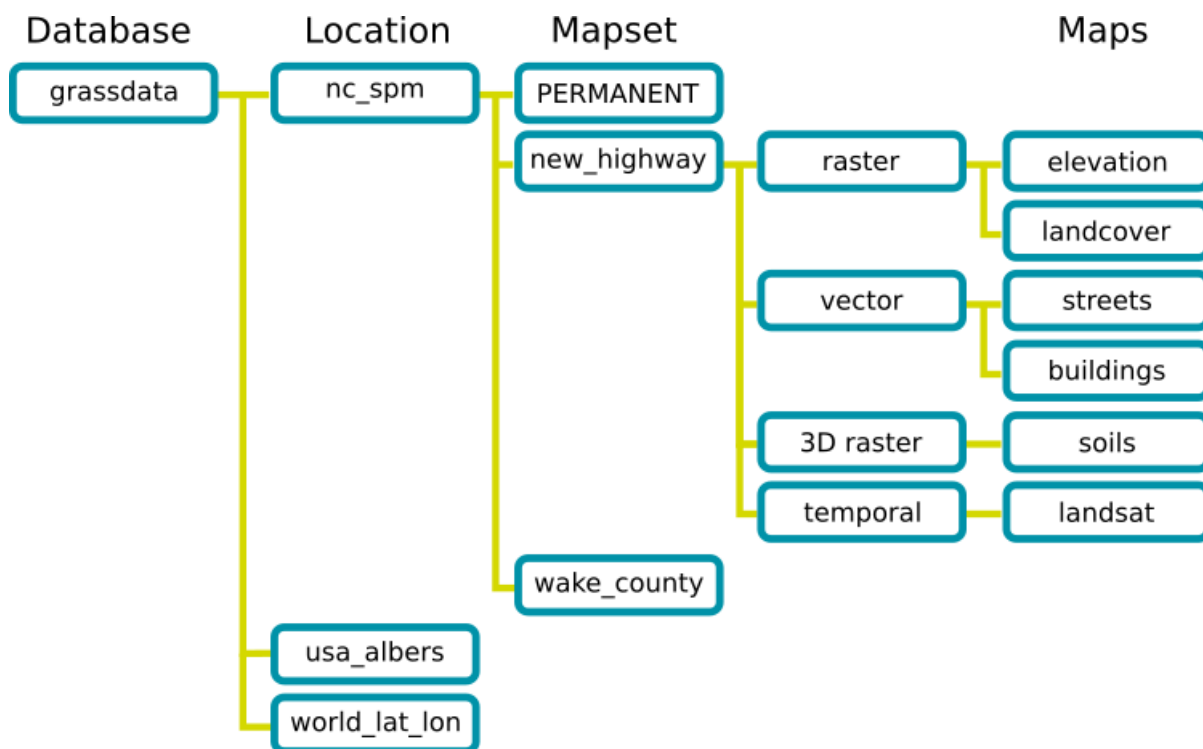 Database Location Mapset Maps
grassdata nc_spm PERMANENT
new_highway raster elevation
landcover
vector streets
buildings
3D raster soils
temporal landsat
wake_county
usa_albers
world_lat_lon